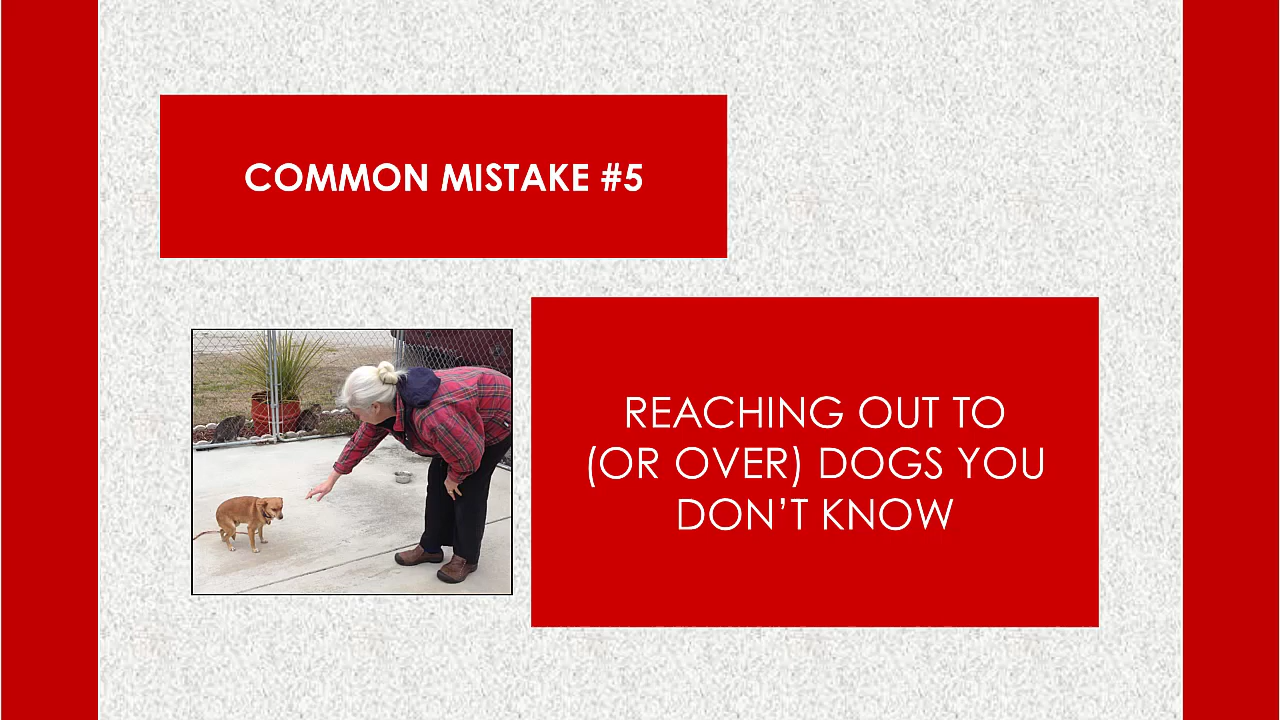 COMMON MISTAKE #5
REACHING OUT TO
(OR OVER) DOGS YOU
DON'T KNOW